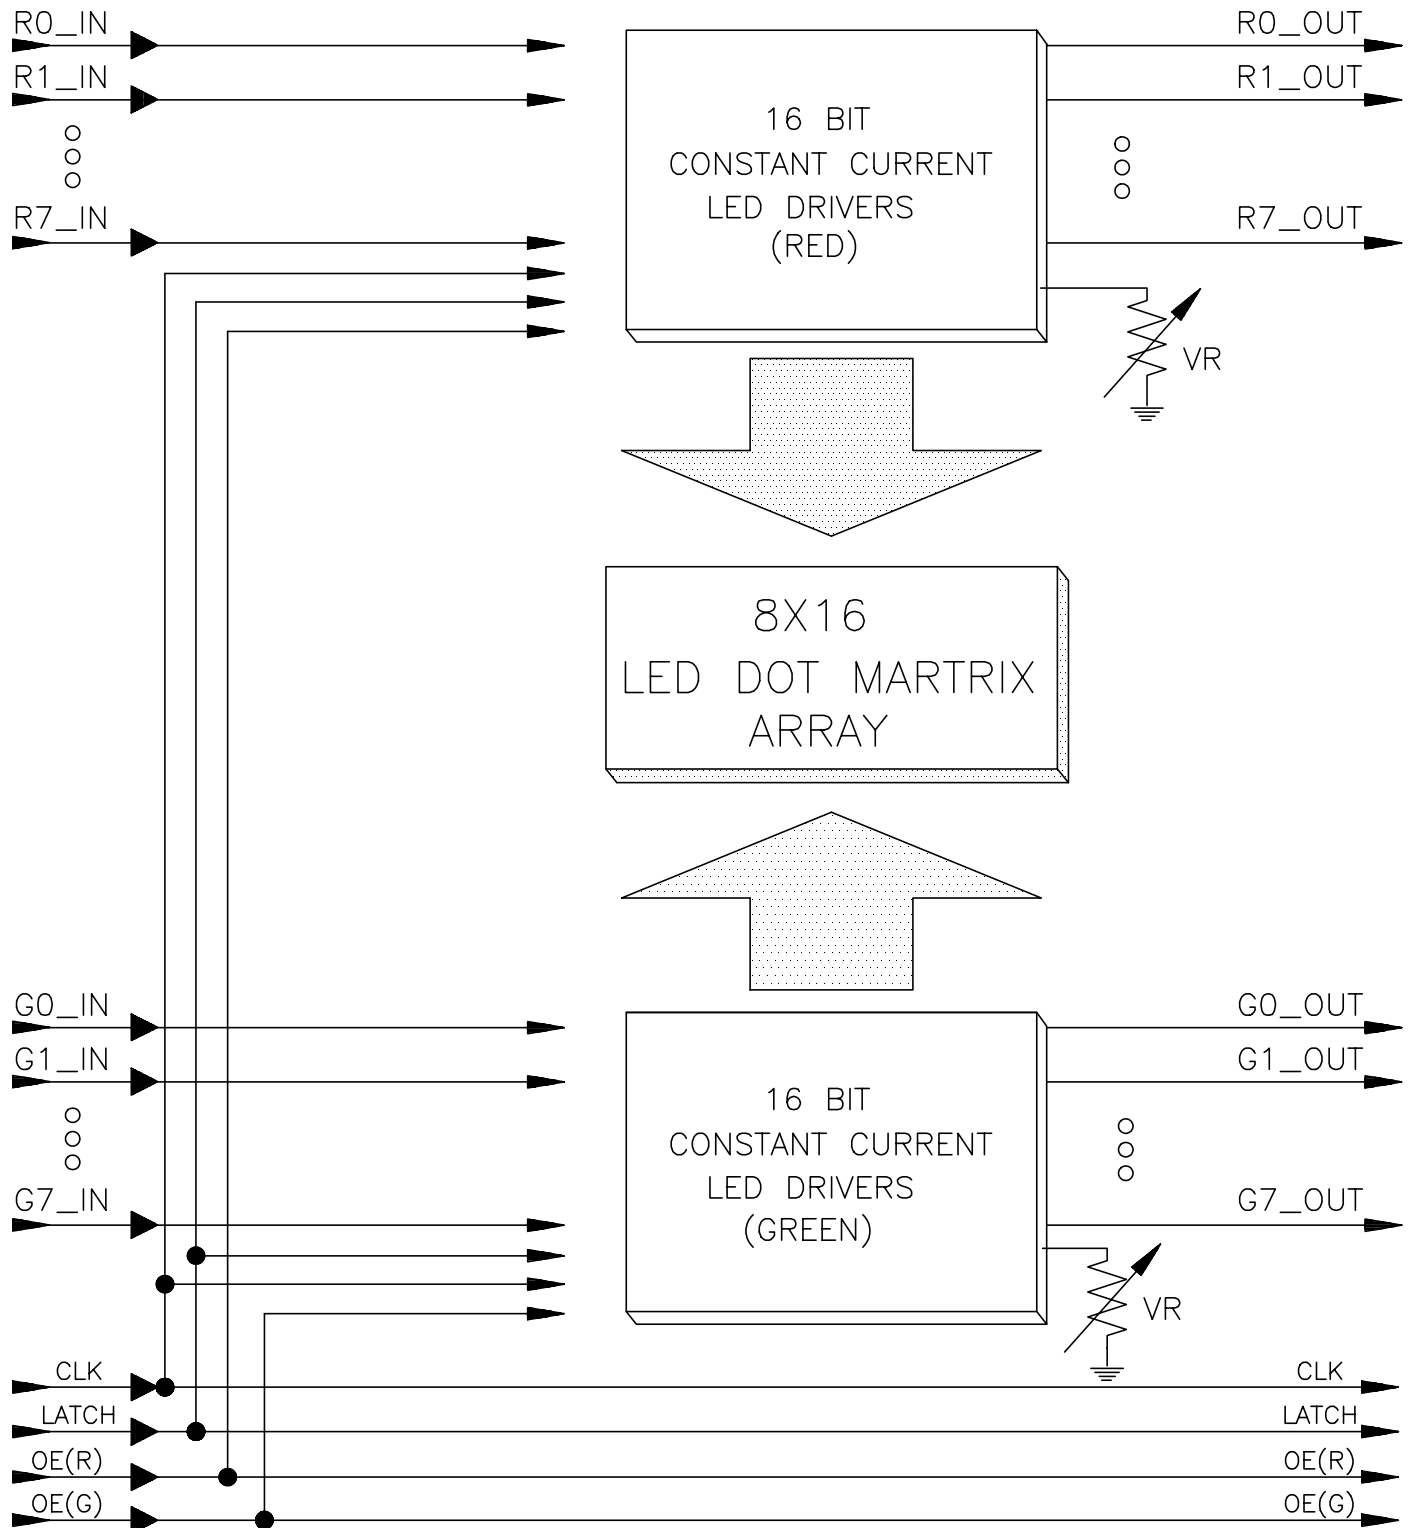 R0_IN
R0_OUT
R1_IN
R1_OUT
16 BIT
CONSTANT CURRENT
LED DRIVERS
(RED)
R7_IN
R7_OUT
VR
8X16
LED DOT MARTRIX
ARRAY
G0_IN
G0_OUT
G1_IN
G1_OUT
16 BIT
CONSTANT CURRENT
LED DRIVERS
(GREEN)
G7_IN
G7_OUT
VR
CLK
CLK
LATCH
LATCH
OE(R)
OE(R)
OE(G)
OE(G)